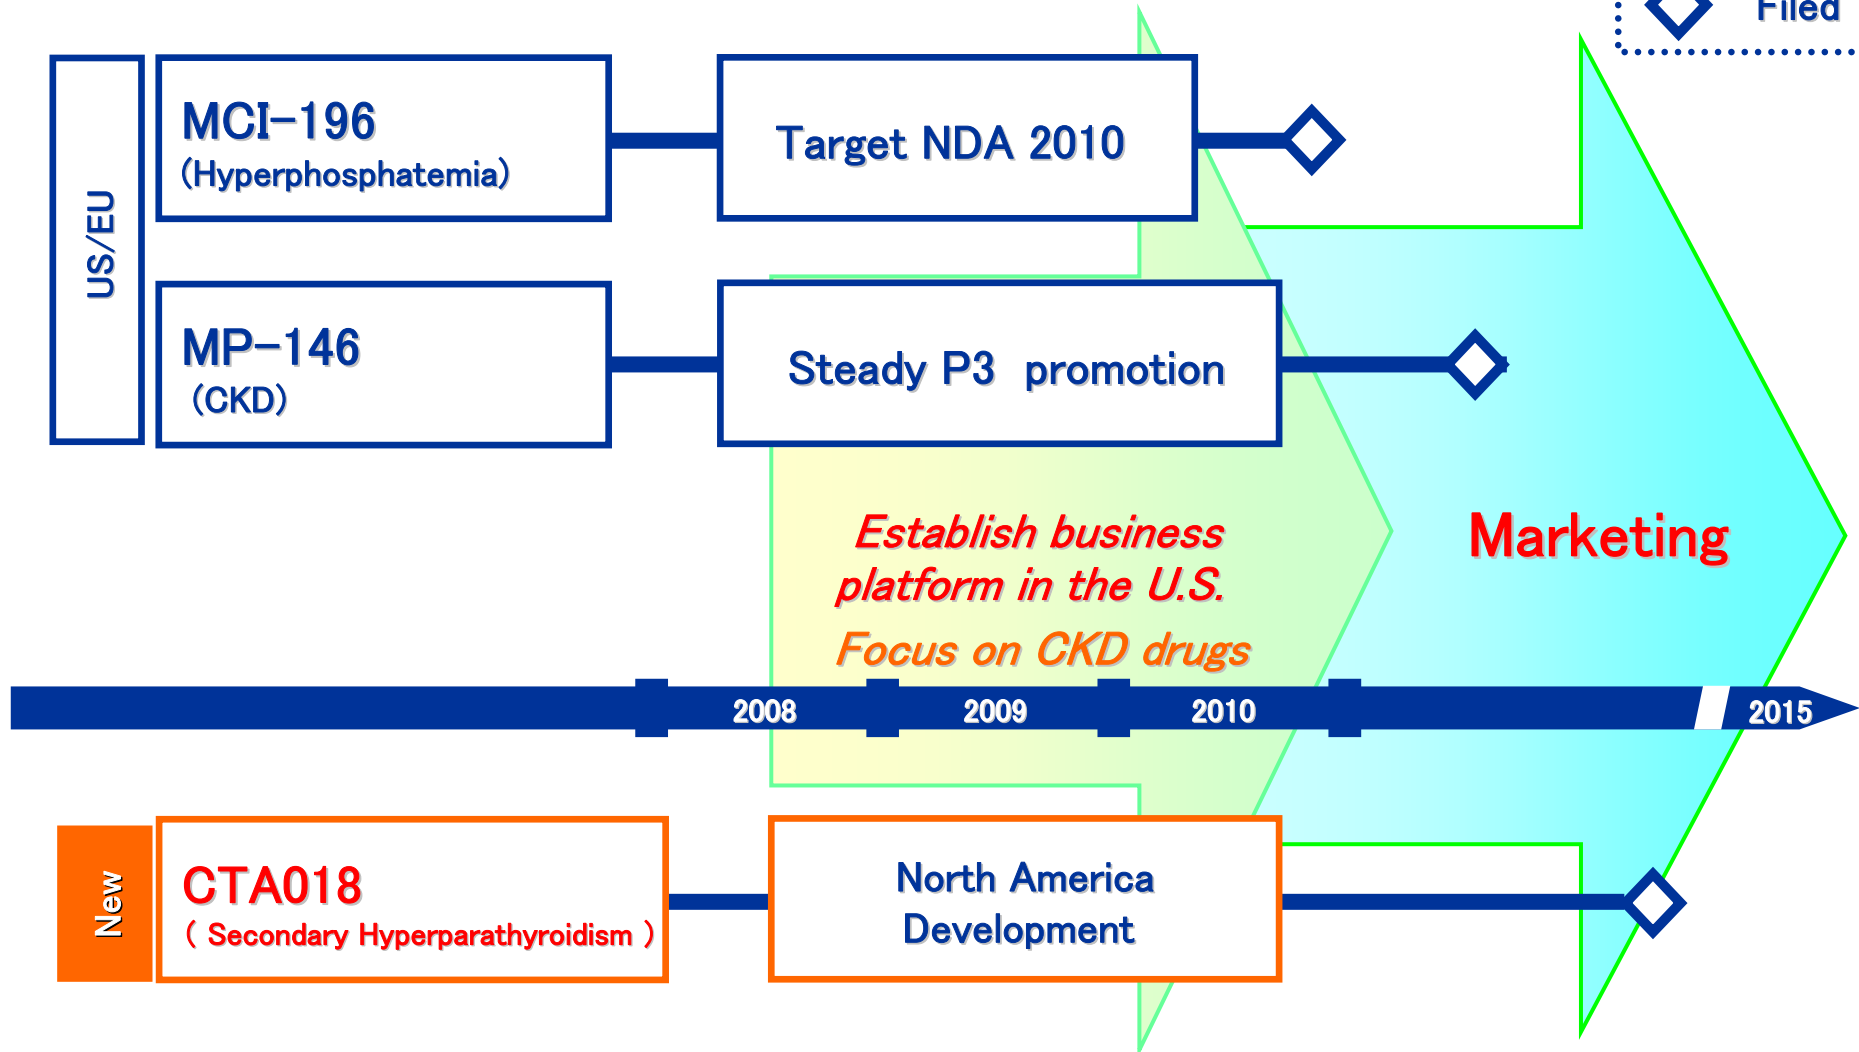 Filed
US/EU
MCI-196
(Hyperphosphatemia)
Target NDA 2010
MP-146
(CKD)
Steady P3 promotion
Establish business
platform in the U.S.
Focus on CKD drugs
Marketing
2008 2009 2010 2015
New
CTA018
( Secondary Hyperparathyroidism )
North America
Development